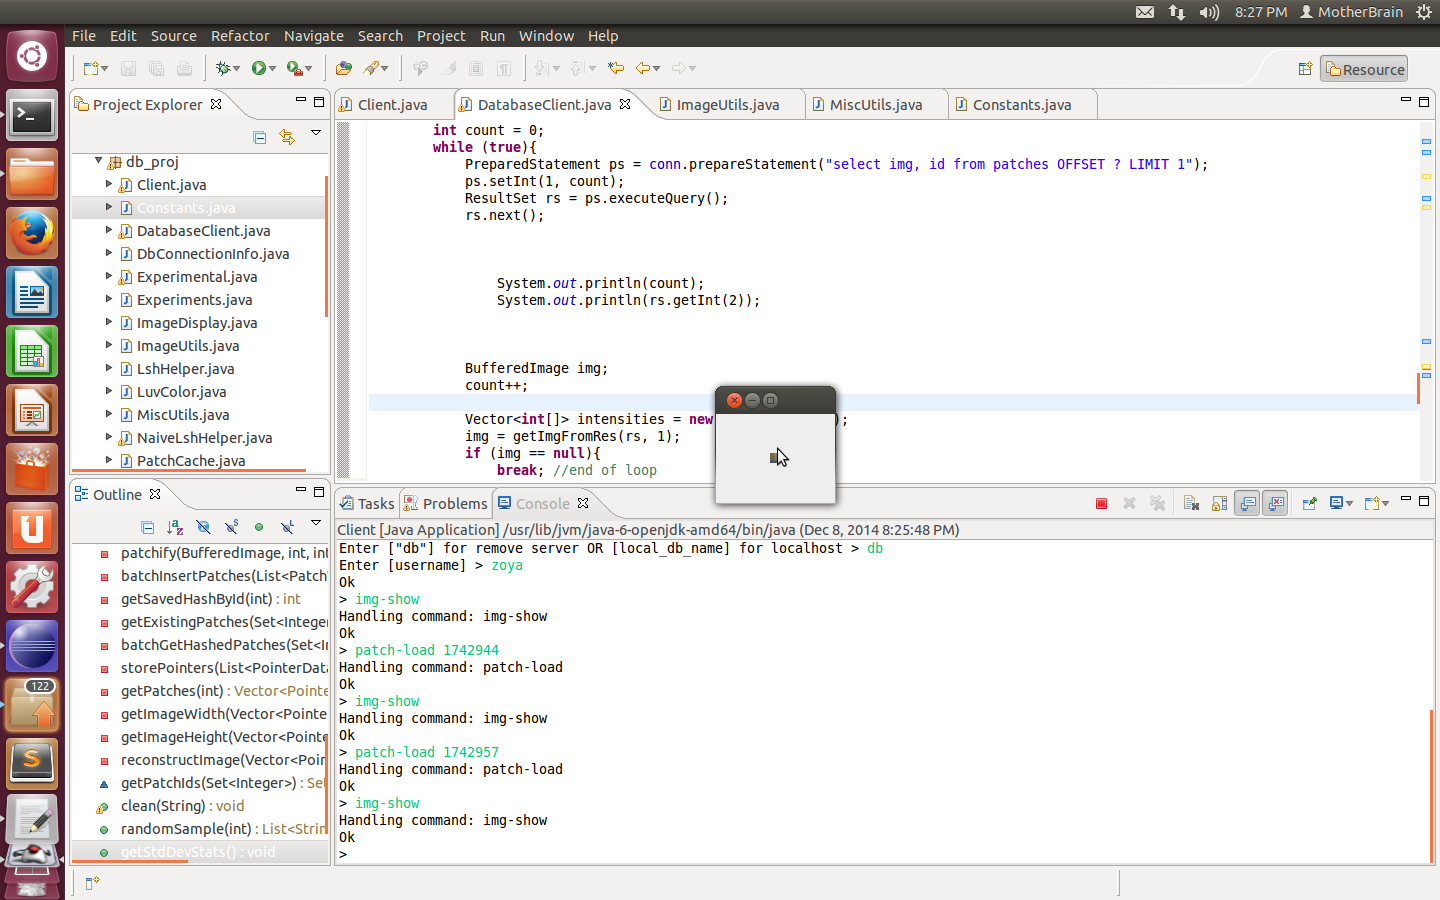 8:27 PM MotherBrain
File Edit Source Refactor Navigate Search Project Run Window Help
Resource
Project Explorer
Client.java DatabaseClient.java ImageUtils.java MiscUtils.java Constants.java
db_proj
Client.java
Constants.java
DatabaseClient.java
DbConnectionInfo.java
Experimental.java
Experiments.java
ImageDisplay.java
ImageUtils.java
LshHelper.java
LuvColor.java
MiscUtils.java
NaiveLshHelper.java
PatchCache.java
int count = 0;
while (true){
PreparedStatement ps = conn.prepareStatement("select img, id from patches OFFSET ? LIMIT 1");
ps.setInt(1, count);
ResultSet rs = ps.executeQuery();
rs.next();
System.out.println(count);
System.out.println(rs.getInt(2));
BufferedImage img;
count++;
Vector<int[]> intensities = new );
img = getImgFromRes(rs, 1);
if (img == null){
break; //end of loop
Outline
patchify(BufferedImage, int, int
batchInsertPatches(List<Patch
getSavedHashById(int) : int
getExistingPatches(Set<Integer
batchGetHashedPatches(Set<In
storePointers(List<PointerData
getPatches(int) : Vector<Pointe
getImageWidth(Vector<Pointe
getImageHeight(Vector<Pointe
reconstructImage(Vector<Poin
getPatchIds(Set<Integer>) : Set
clean(String) : void
randomSample(int) : List<Strin
getStdDevStats() : void
Tasks Problems Console
Client [Java Application] /usr/lib/jvm/java-6-openjdk-amd64/bin/java (Dec 8, 2014 8:25:48 PM)
Enter ["db"] for remove server OR [local_db_name] for localhost > db
Enter [username] > zoya
Ok
> img-show
Handling command: img-show
Ok
> patch-load 1742944
Handling command: patch-load
Ok
> img-show
Handling command: img-show
Ok
> patch-load 1742957
Handling command: patch-load
Ok
> img-show
Handling command: img-show
Ok
>
122